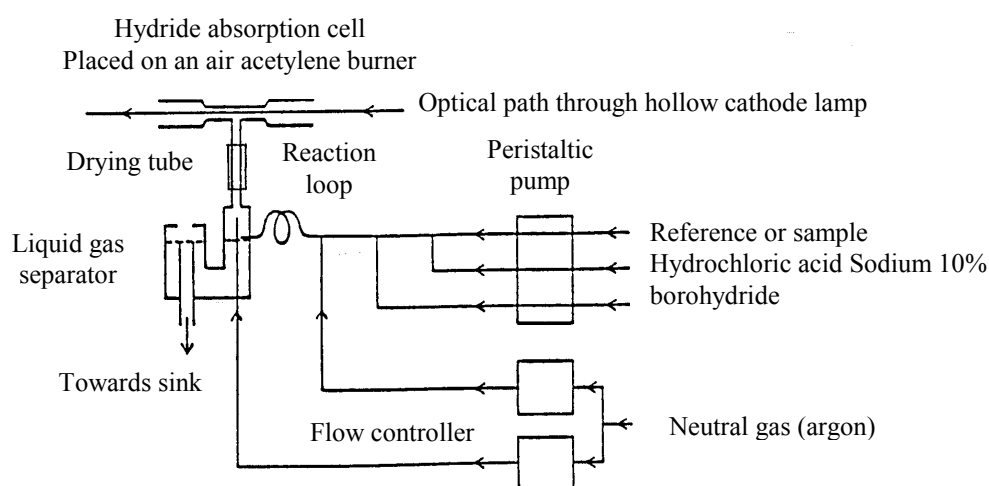 Hydride absorption cell
Placed on an air acetylene burner
Optical path through hollow cathode lamp
Drying tube
Reaction
loop
Peristaltic
pump
Liquid gas
separator
Reference or sample
Hydrochloric acid Sodium 10%
borohydride
Towards sink
Flow controller
Neutral gas (argon)